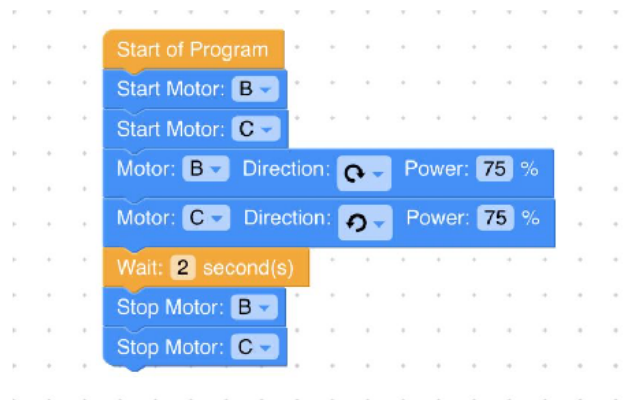 Start of Program
Start Motor: B
Start Motor: C
Motor: B Direction: Power: 75 %
Motor: C Direction: Power: 75 %
Wait: 2 second(s)
Stop Motor: B
Stop Motor: C